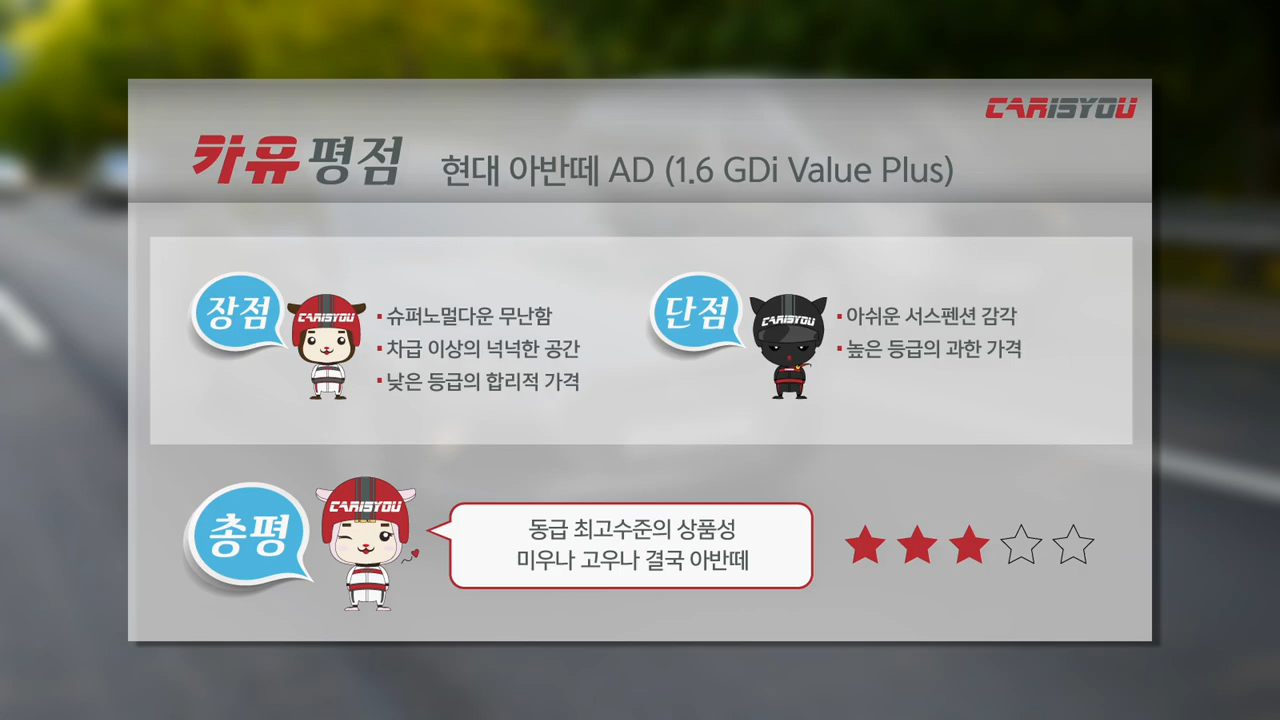 CARISYOU
카유평점 현대 아반떼 AD (1.6 GDi Value Plus)
장점
CARISYOU
▪슈퍼노멀다운 무난함
▪차급 이상의 넉넉한 공간
▪낮은 등급의 합리적 가격
단점
CARISYOU
▪아쉬운 서스펜션 감각
▪높은 등급의 과한 가격
총평
CARISYOU
동급 최고수준의 상품성
미우나 고우나 결국 아반떼